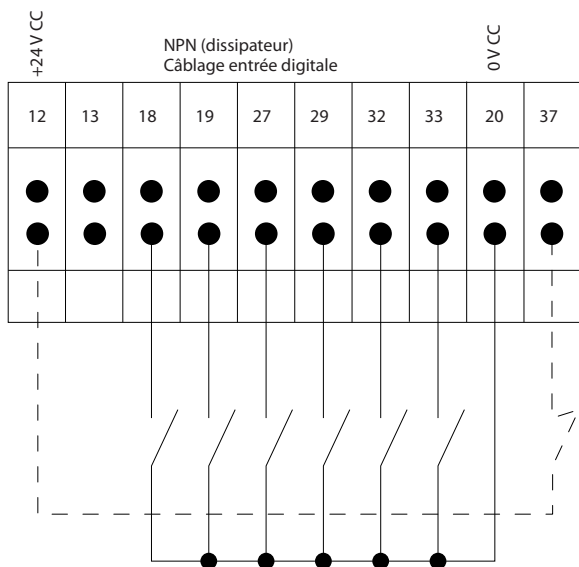 +24 V CC
NPN (dissipateur)
Câblage entrée digitale
0 V CC
12 13 18 19 27 29 32 33 20 37